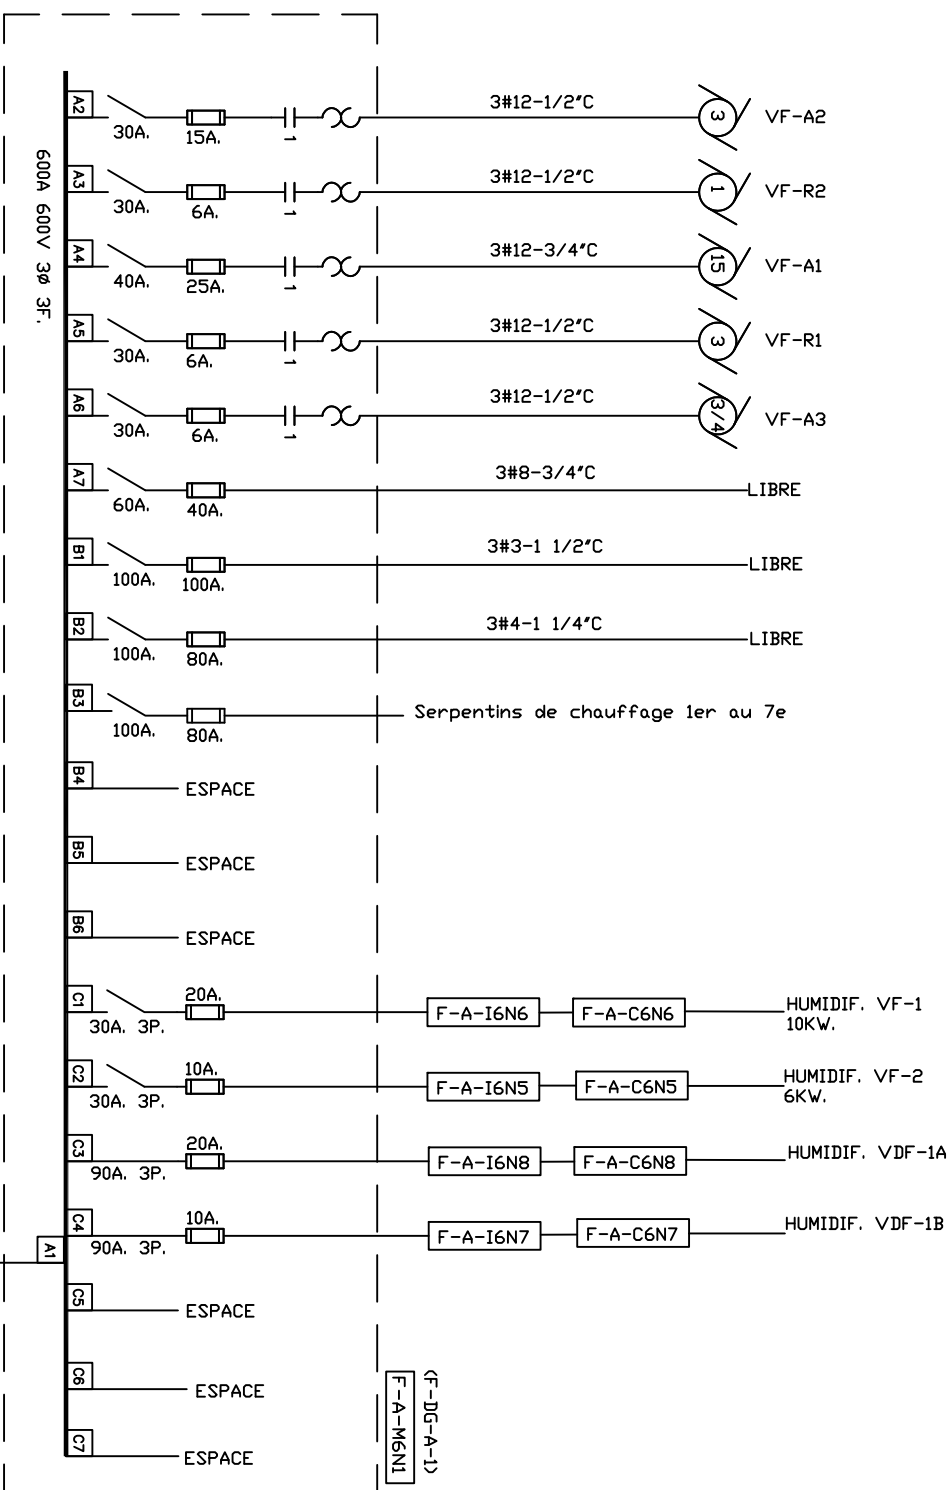 600A 600V 3Ø 3F.
A2
30A.
15A.
1
3#12-1/2"C
3
VF-A2
A3
30A.
6A.
1
3#12-1/2"C
1
VF-R2
A4
40A.
25A.
1
3#12-3/4"C
15
VF-A1
A5
30A.
6A.
1
3#12-1/2"C
3
VF-R1
A6
30A.
6A.
1
3#12-1/2"C
3/4
VF-A3
A7
60A.
40A.
3#8-3/4"C
LIBRE
B1
100A.
100A.
3#3-1 1/2"C
LIBRE
B2
100A.
80A.
3#4-1 1/4"C
LIBRE
B3
100A.
80A.
Serpentins de chauffage 1er au 7e
B4
ESPACE
B5
ESPACE
B6
ESPACE
C1
30A. 3P.
20A.
F-A-I6N6
F-A-C6N6
HUMIDIF. VF-1
10KW.
C2
30A. 3P.
10A.
F-A-I6N5
F-A-C6N5
HUMIDIF. VF-2
6KW.
C3
90A. 3P.
20A.
F-A-I6N8
F-A-C6N8
HUMIDIF. VDF-1A
C4
90A. 3P.
10A.
F-A-I6N7
F-A-C6N7
HUMIDIF. VDF-1B
A1
C5
ESPACE
C6
ESPACE
C7
ESPACE
(F-DG-A-1)
F-A-M6N1